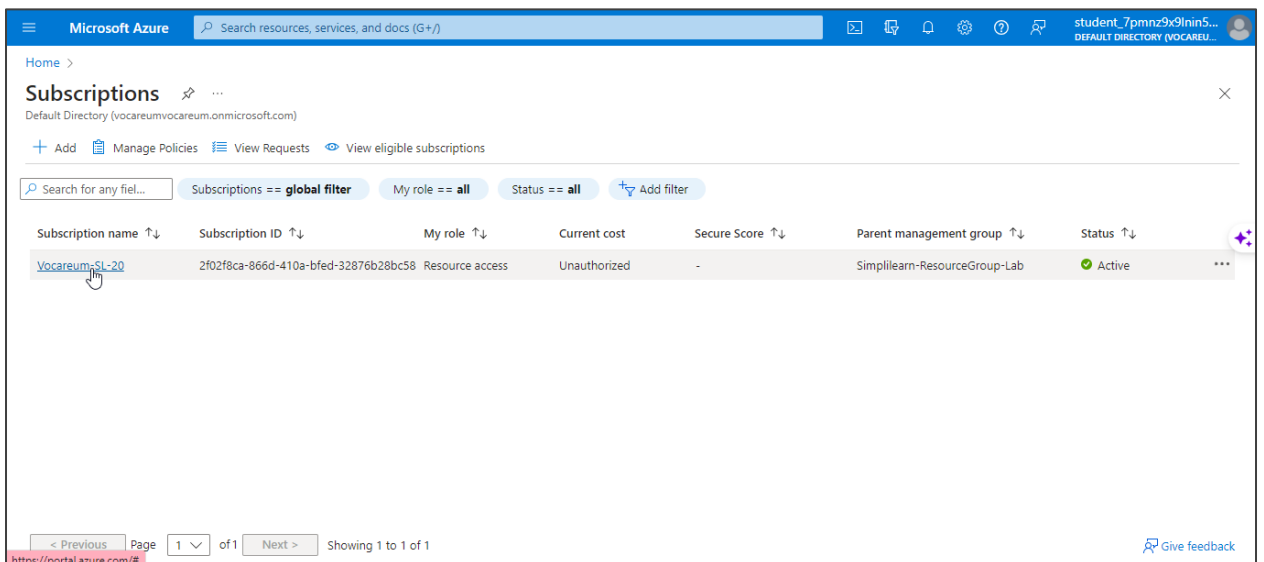 Microsoft Azure
Search resources, services, and docs (G+/)
student_7pmnz9x9lnin5...
DEFAULT DIRECTORY (VOCAREU...
Home >
Subscriptions
Default Directory (vocareumvocareum.onmicrosoft.com)
+ Add Manage Policies View Requests View eligible subscriptions
Search for any fiel... Subscriptions == global filter My role == all Status == all Add filter
Subscription name ↑↓ Subscription ID ↑↓ My role ↑↓ Current cost Secure Score ↑↓ Parent management group ↑↓ Status ↑↓
Vocareum-SL-20 2f02f8ca-866d-410a-bfed-32876b28bc58 Resource access Unauthorized - Simplilearn-ResourceGroup-Lab Active ...
< Previous Page 1 of 1 Next > Showing 1 to 1 of 1 Give feedback
https://portal.azure.com/#